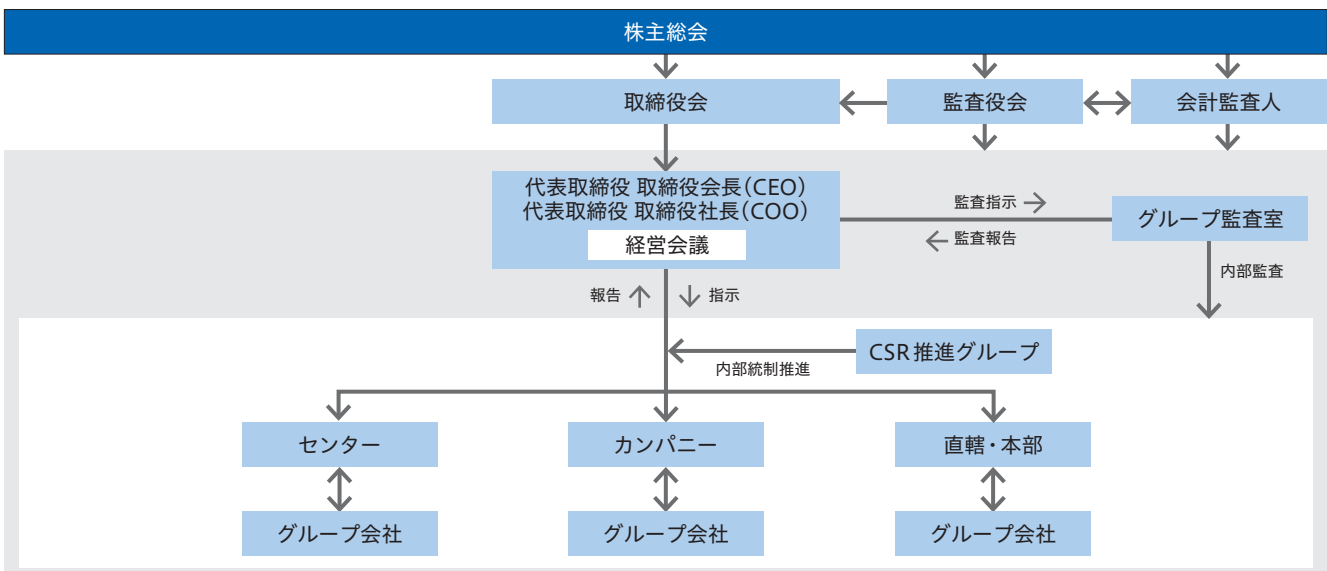 株主総会
取締役会
監査役会
会計監査人
代表取締役 取締役会長(CEO)
代表取締役 取締役社長(COO)
経営会議
監査指示
監査報告
グループ監査室
内部監査
報告
指示
CSR推進グループ
内部統制推進
センター
カンパニー
直轄・本部
グループ会社
グループ会社
グループ会社